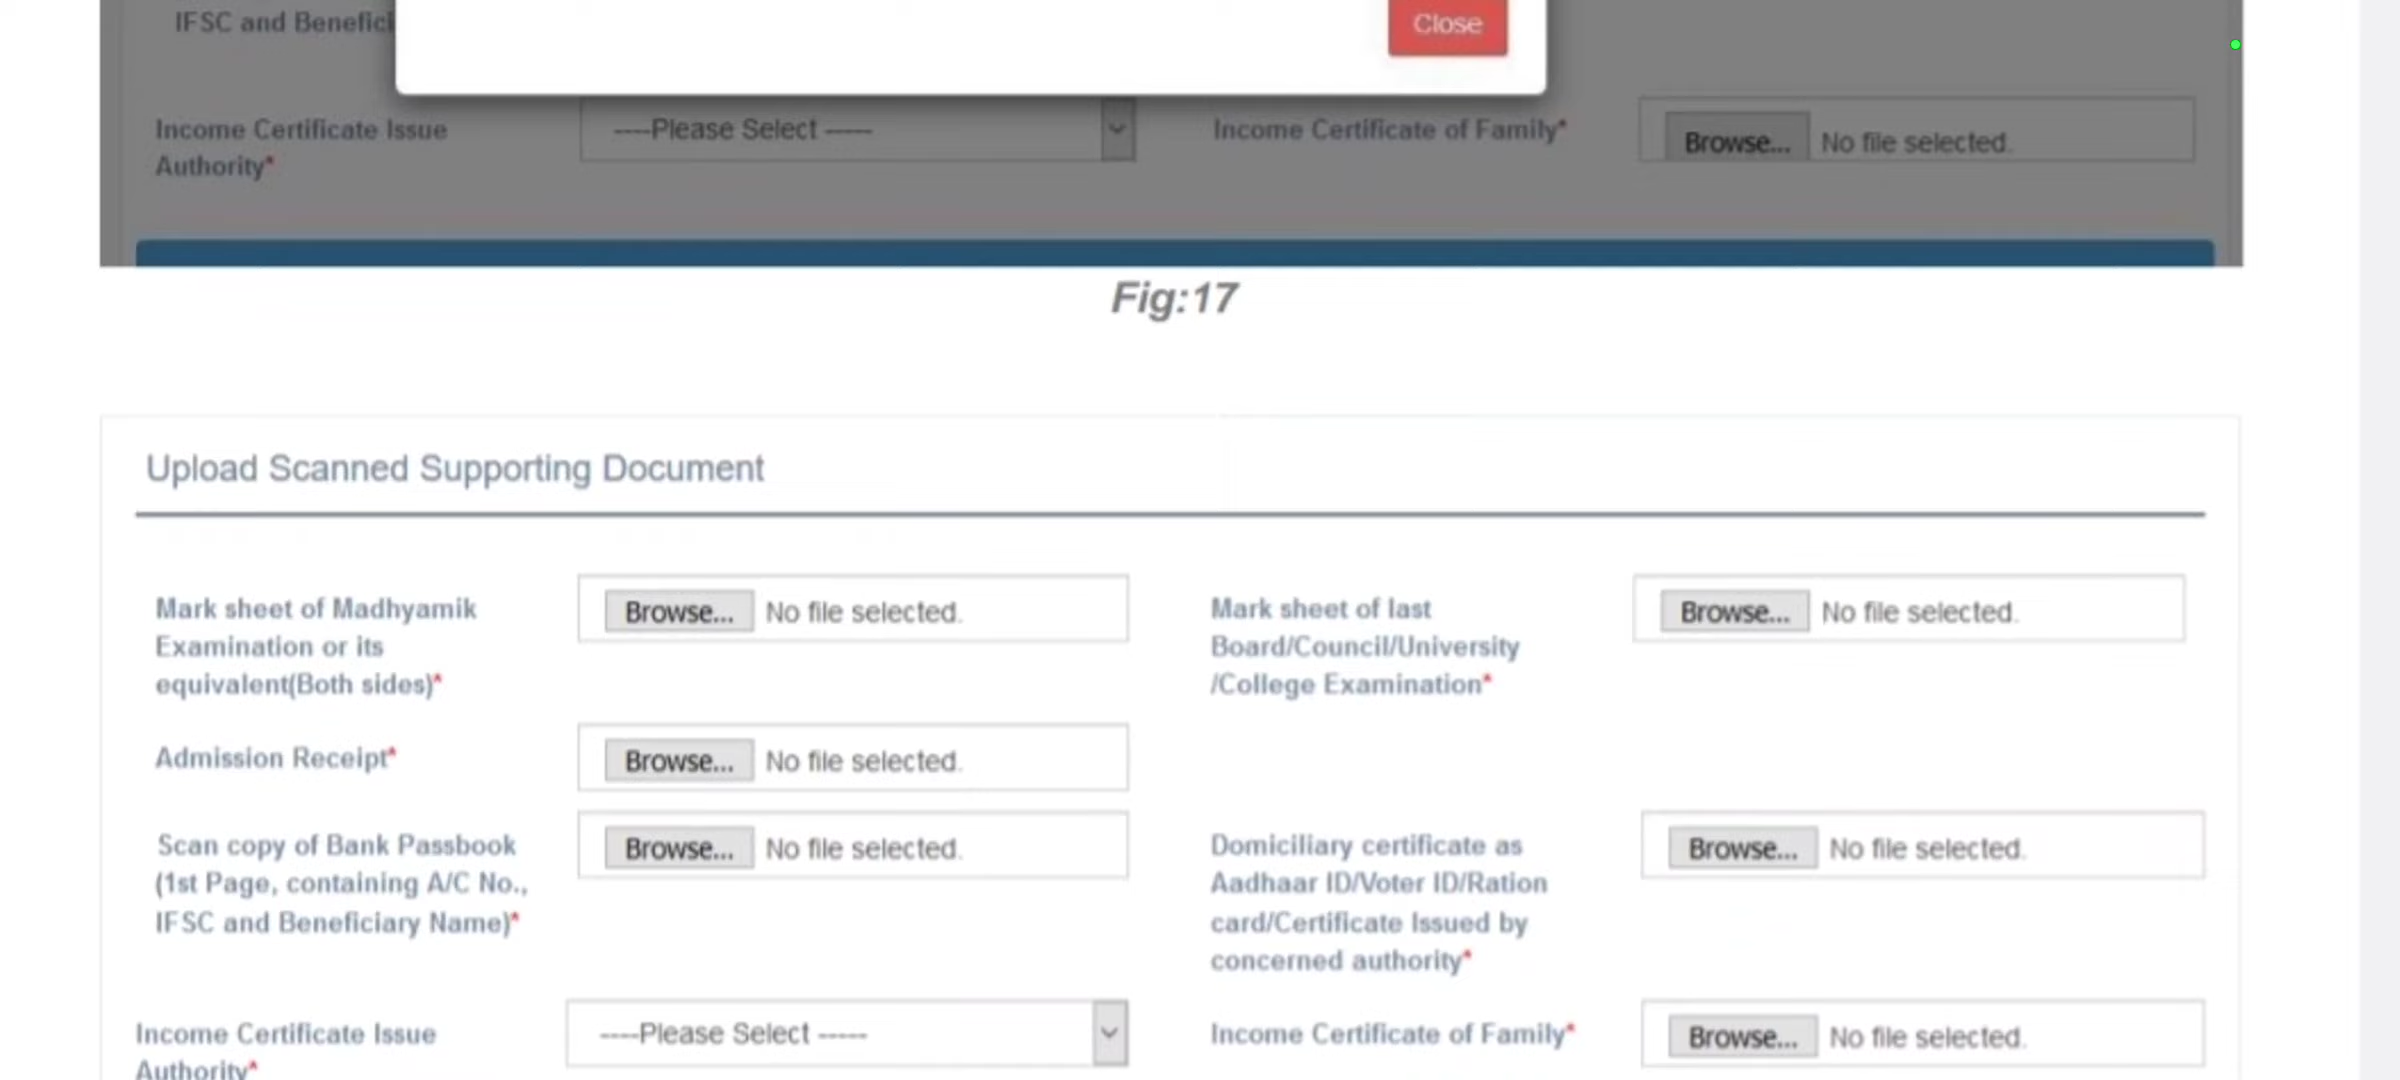 IFSC and Benefici
Close
Income Certificate Issue
Authority*
----Please Select -----
Income Certificate of Family*
Browse... No file selected.
Fig:17
Upload Scanned Supporting Document
Mark sheet of Madhyamik
Examination or its
equivalent(Both sides)*
Browse... No file selected.
Mark sheet of last
Board/Council/University
/College Examination*
Browse... No file selected.
Admission Receipt*
Browse... No file selected.
Scan copy of Bank Passbook
(1st Page, containing A/C No.,
IFSC and Beneficiary Name)*
Browse... No file selected.
Domiciliary certificate as
Aadhaar ID/Voter ID/Ration
card/Certificate Issued by
concerned authority*
Browse... No file selected.
Income Certificate Issue
Authority*
----Please Select -----
Income Certificate of Family*
Browse... No file selected.